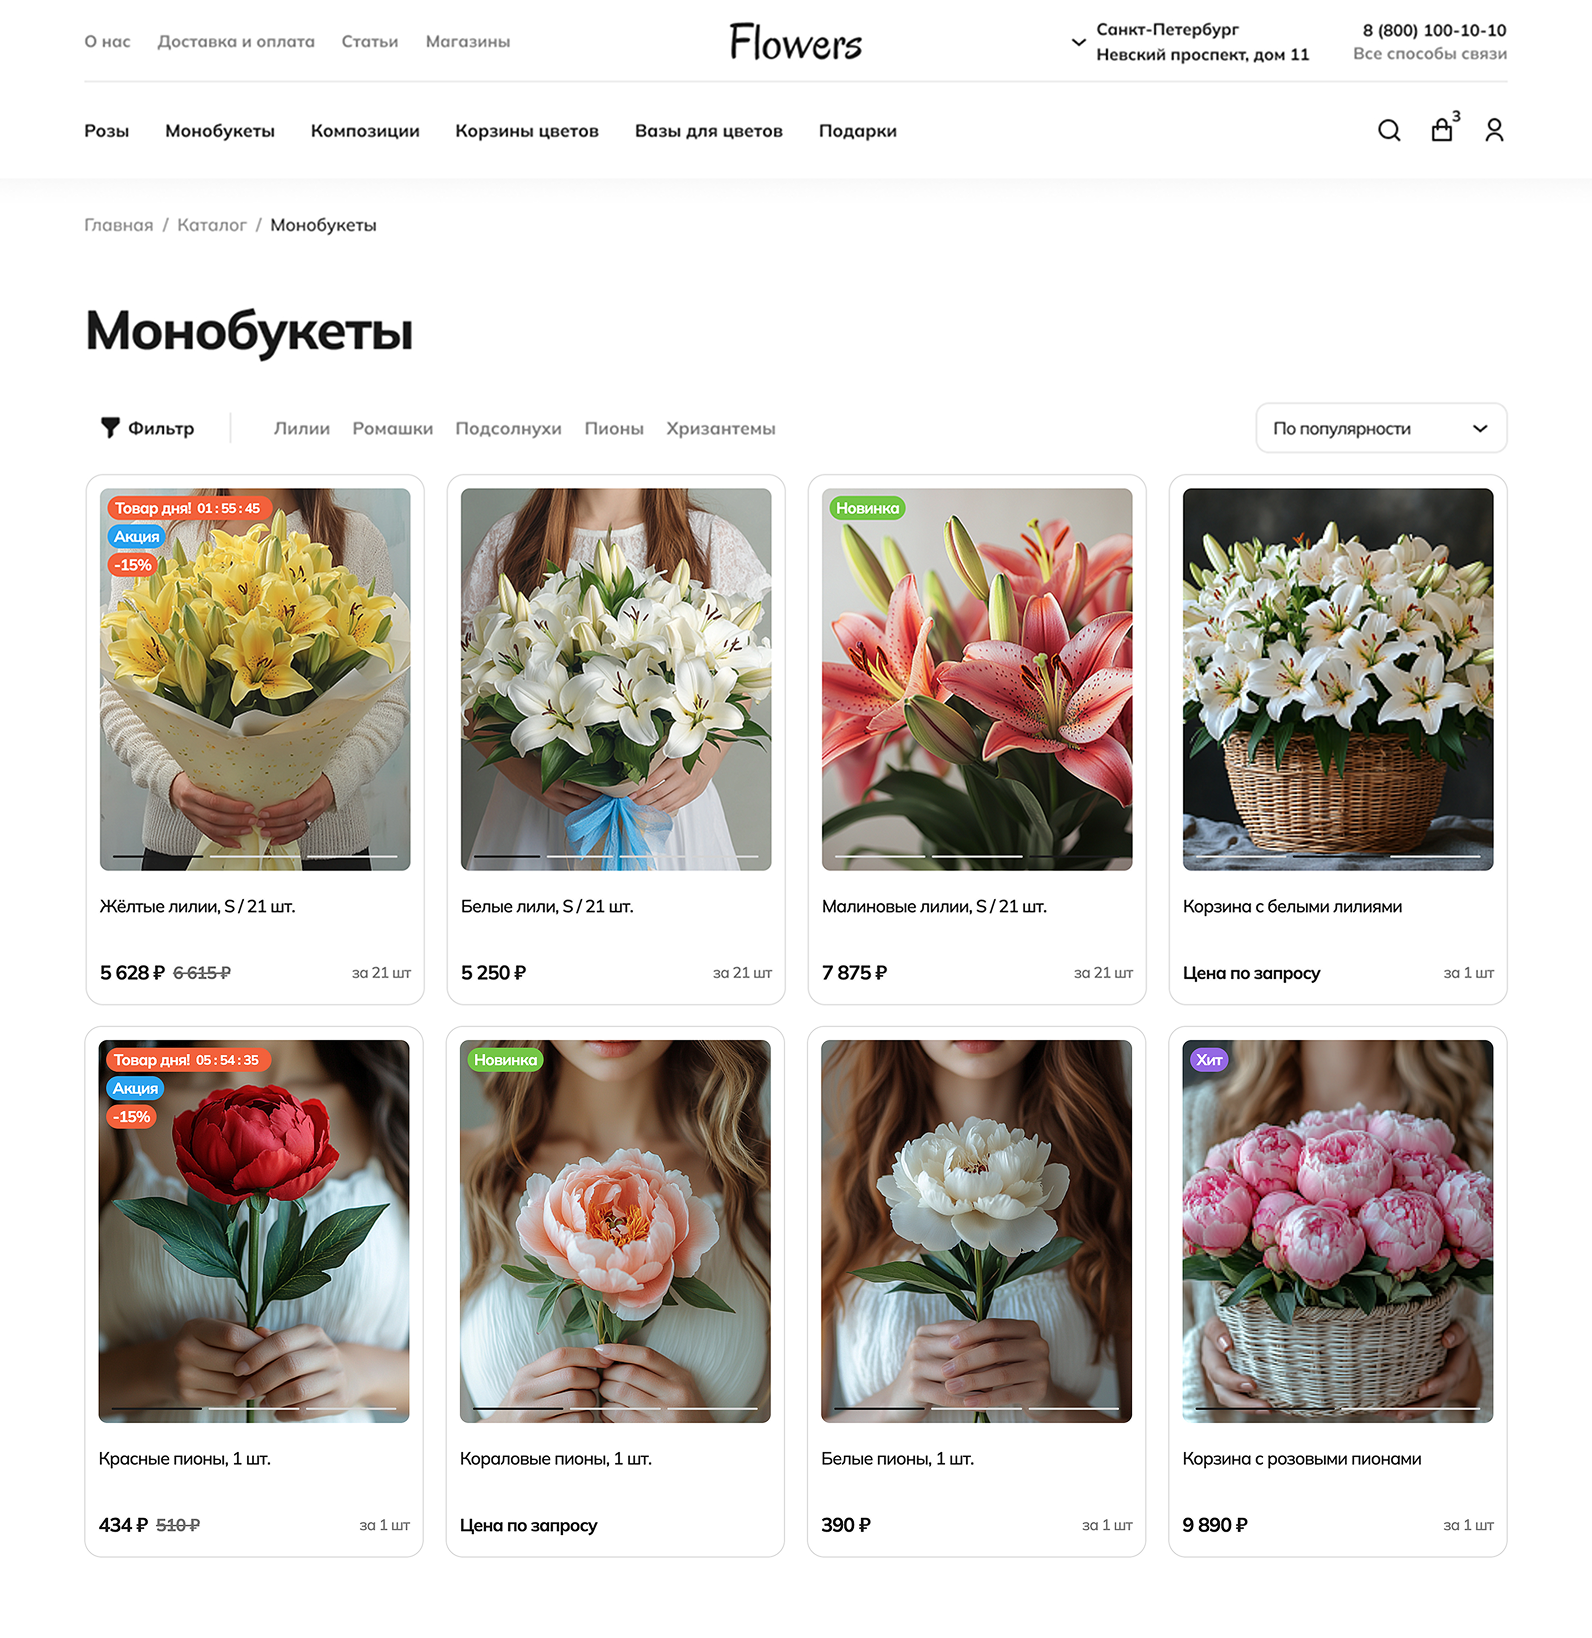 О нас Доставка и оплата Статьи Магазины
Flowers
Санкт-Петербург
Невский проспект, дом 11
8 (800) 100-10-10
Все способы связи
Розы Монобукеты Композиции Корзины цветов Вазы для цветов Подарки
3
Главная / Каталог / Монобукеты
Монобукеты
Фильтр Лилии Ромашки Подсолнухи Пионы Хризантемы
По популярности
Товар дня! 01 : 55 : 45
Акция
-15%
Новинка
Жёлтые лилии, S / 21 шт.
Белые лили, S / 21 шт.
Малиновые лилии, S / 21 шт.
Корзина с белыми лилиями
5 628 ₽ 6 615 ₽ за 21 шт
5 250 ₽ за 21 шт
7 875 ₽ за 21 шт
Цена по запросу за 1 шт
Товар дня! 05 : 54 : 35
Акция
-15%
Новинка
Хит
Красные пионы, 1 шт.
Кораловые пионы, 1 шт.
Белые пионы, 1 шт.
Корзина с розовыми пионами
434 ₽ 510 ₽ за 1 шт
Цена по запросу
390 ₽ за 1 шт
9 890 ₽ за 1 шт